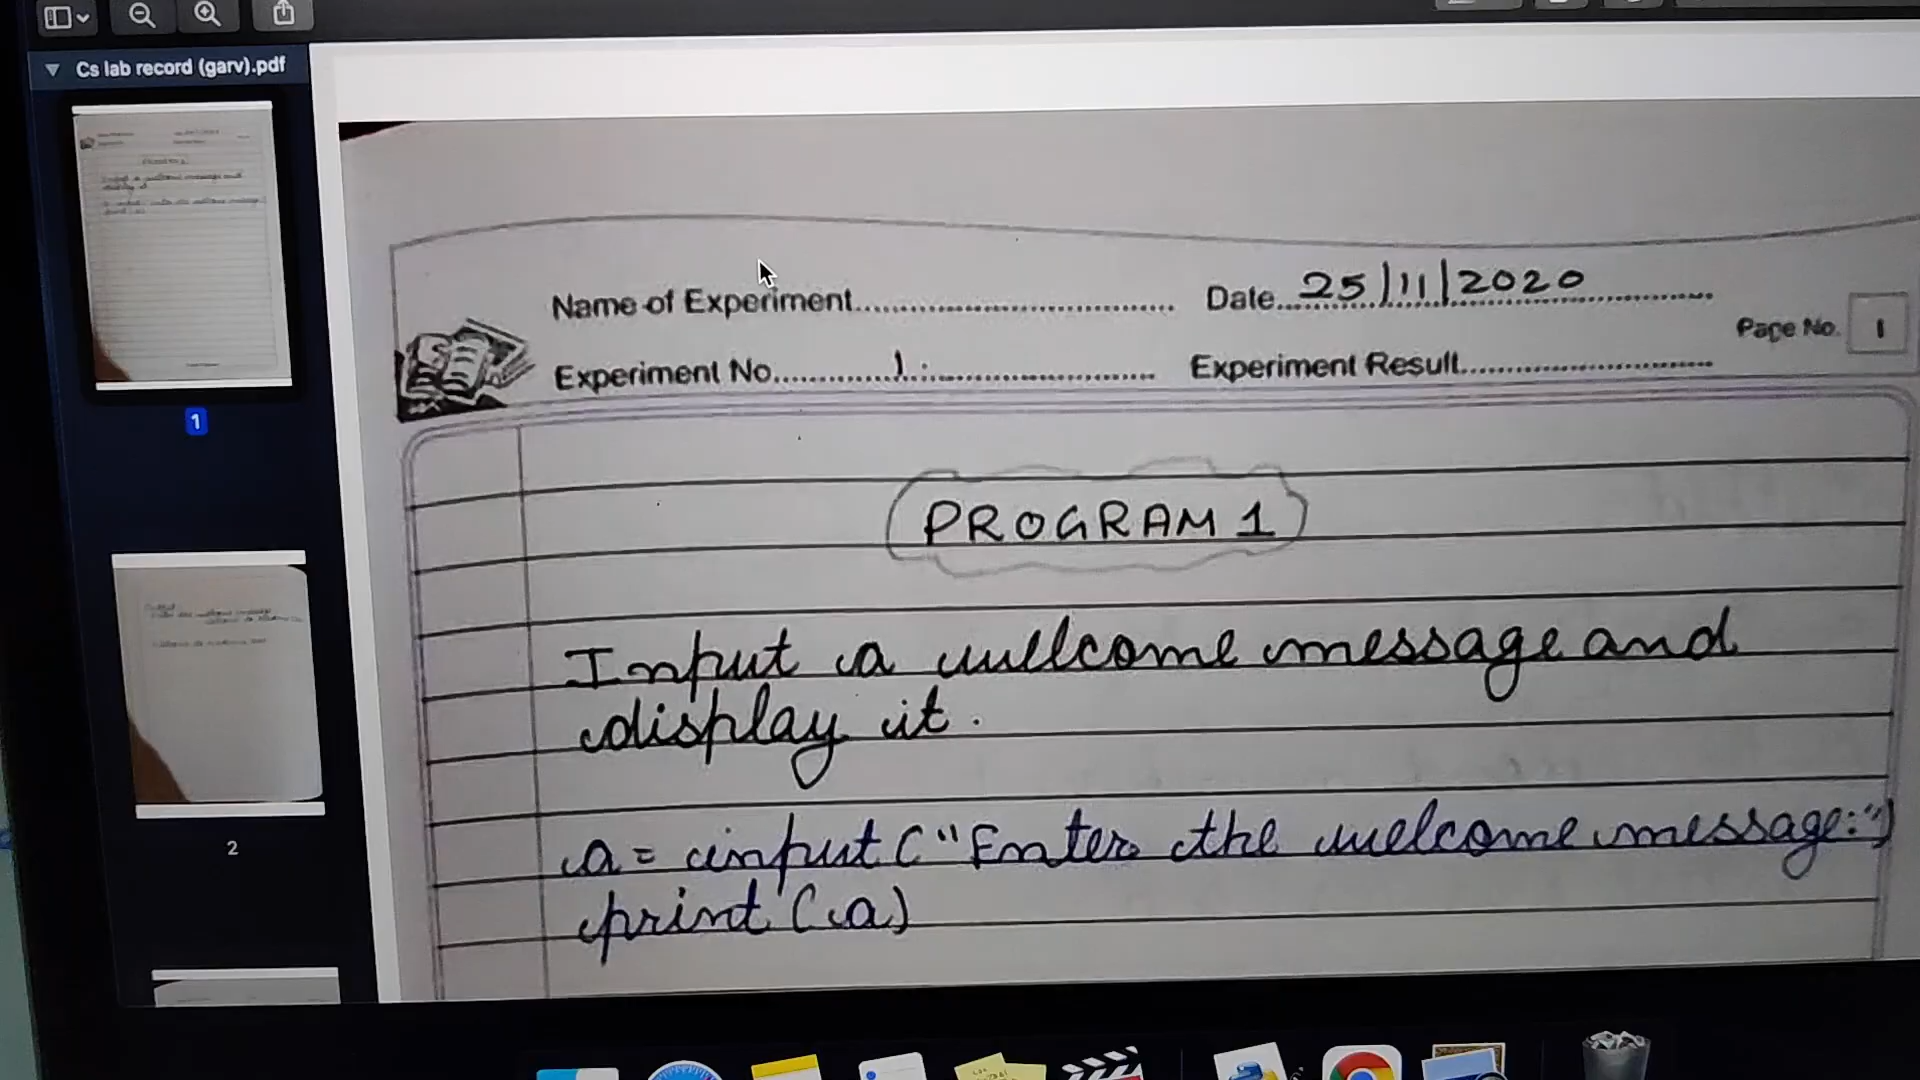 Cs lab record (garv).pdf
1
2
Name of Experiment.............................. Date...25/11/2020
Page No. 1
Experiment No.............1............................ Experiment Result............................
PROGRAM 1
Input a wellcome message and
display it.
a = input ("Enter the welcome message:")
print (a)